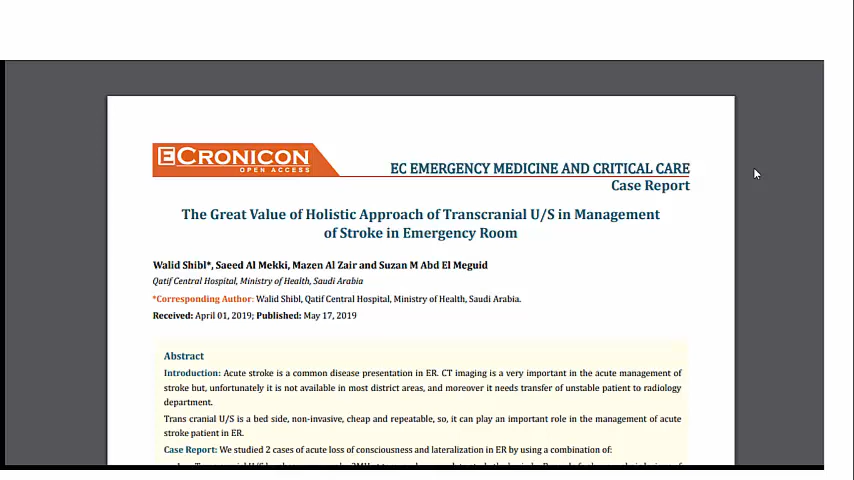 ECRONICON
OPEN ACCESS
EC EMERGENCY MEDICINE AND CRITICAL CARE
Case Report
The Great Value of Holistic Approach of Transcranial U/S in Management
of Stroke in Emergency Room
Walid Shibl*, Saeed Al Mekki, Mazen Al Zair and Suzan M Abd El Meguid
Qatif Central Hospital, Ministry of Health, Saudi Arabia
*Corresponding Author: Walid Shibl, Qatif Central Hospital, Ministry of Health, Saudi Arabia.
Received: April 01, 2019; Published: May 17, 2019
Abstract
Introduction: Acute stroke is a common disease presentation in ER. CT imaging is a very important in the acute management of
stroke but, unfortunately it is not available in most district areas, and moreover it needs transfer of unstable patient to radiology
department.
Trans cranial U/S is a bed side, non-invasive, cheap and repeatable, so, it can play an important role in the management of acute
stroke patient in ER.
Case Report: We studied 2 cases of acute loss of consciousness and lateralization in ER by using a combination of: